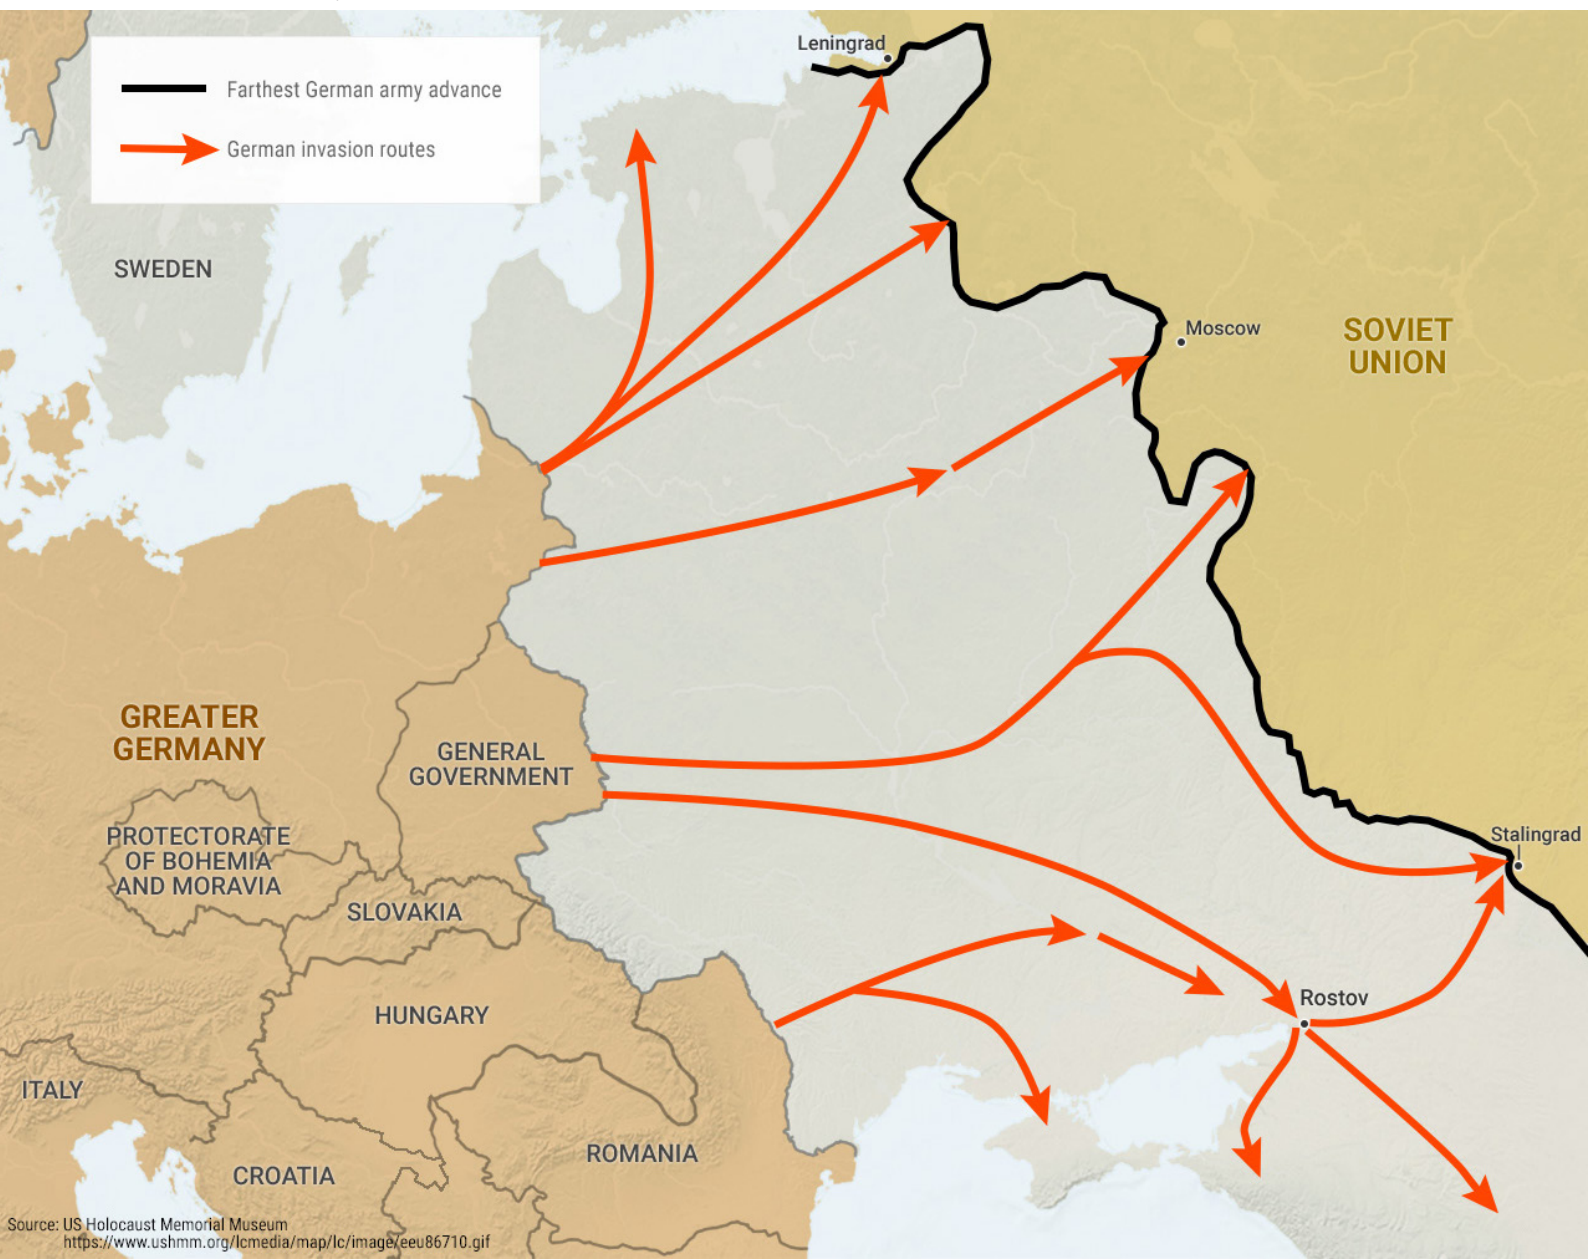 Leningrad
Farthest German army advance
German invasion routes
SWEDEN
Moscow
SOVIET
UNION
GREATER
GERMANY
GENERAL
GOVERNMENT
PROTECTORATE
OF BOHEMIA
AND MORAVIA
Stalingrad
SLOVAKIA
Rostov
HUNGARY
ITALY
ROMANIA
CROATIA
Source: US Holocaust Memorial Museum
https://www.ushmm.org/lcmedia/map/lc/image/eeu86710.gif